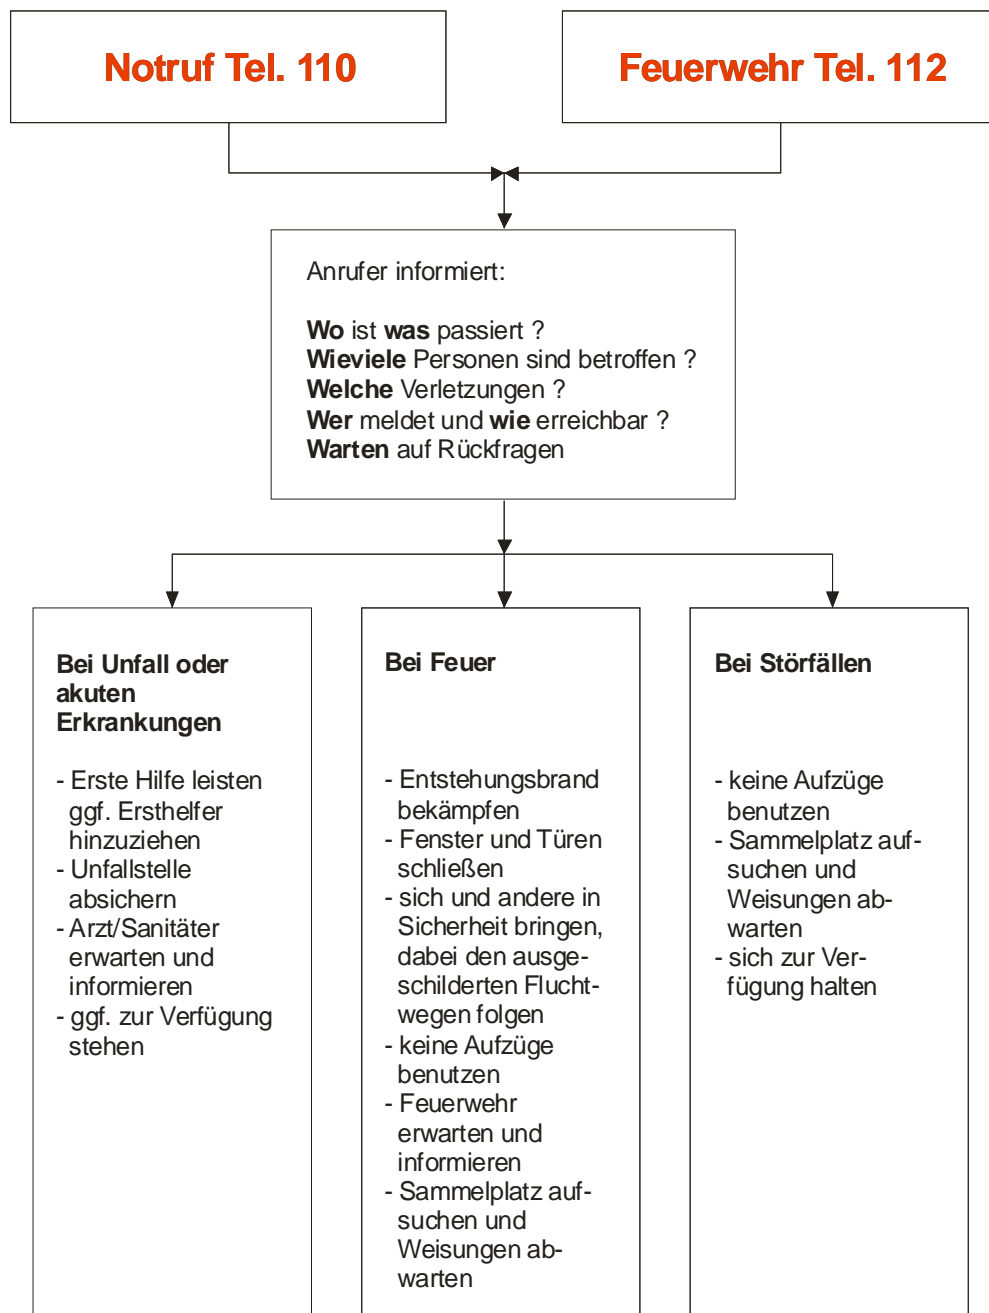 Notruf Tel. 110
Feuerwehr Tel. 112
Anrufer informiert:
Wo ist was passiert ?
Wieviele Personen sind betroffen ?
Welche Verletzungen ?
Wer meldet und wie erreichbar ?
Warten auf Rückfragen
Bei Unfall oder
akuten
Erkrankungen
- Erste Hilfe leisten
ggf. Ersthelfer
hinzuziehen
- Unfallstelle
absichern
- Arzt/Sanitäter
erwarten und
informieren
- ggf. zur Verfügung
stehen
Bei Feuer
- Entstehungsbrand
bekämpfen
- Fenster und Türen
schließen
- sich und andere in
Sicherheit bringen,
dabei den ausge-
schilderten Flucht-
wegen folgen
- keine Aufzüge
benutzen
- Feuerwehr
erwarten und
informieren
- Sammelplatz auf-
suchen und
Weisungen ab-
warten
Bei Störfällen
- keine Aufzüge
benutzen
- Sammelplatz auf-
suchen und
Weisungen ab-
warten
- sich zur Ver-
fügung halten